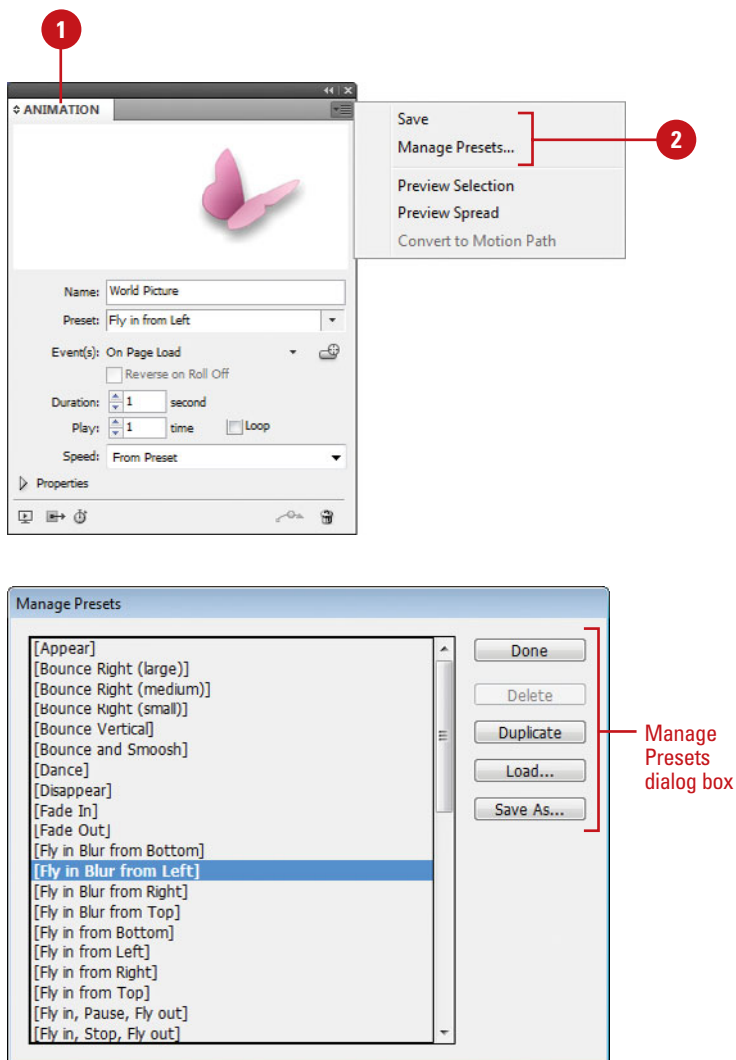 1
ANIMATION
Save
Manage Presets...
2
Preview Selection
Preview Spread
Convert to Motion Path
Name: World Picture
Preset: Fly in from Left
Event(s): On Page Load
Reverse on Roll Off
Duration: 1 second
Play: 1 time Loop
Speed: From Preset
Properties
Manage Presets
[Appear]
[Bounce Right (large)]
[Bounce Right (medium)]
[Bounce Right (small)]
[Bounce Vertical]
[Bounce and Smoosh]
[Dance]
[Disappear]
[Fade In]
[Fade Out]
[Fly in Blur from Bottom]
[Fly in Blur from Left]
[Fly in Blur from Right]
[Fly in Blur from Top]
[Fly in from Bottom]
[Fly in from Left]
[Fly in from Right]
[Fly in from Top]
[Fly in, Pause, Fly out]
[Fly in, Stop, Fly out]
Done
Delete
Duplicate
Load...
Save As...
Manage
Presets
dialog box